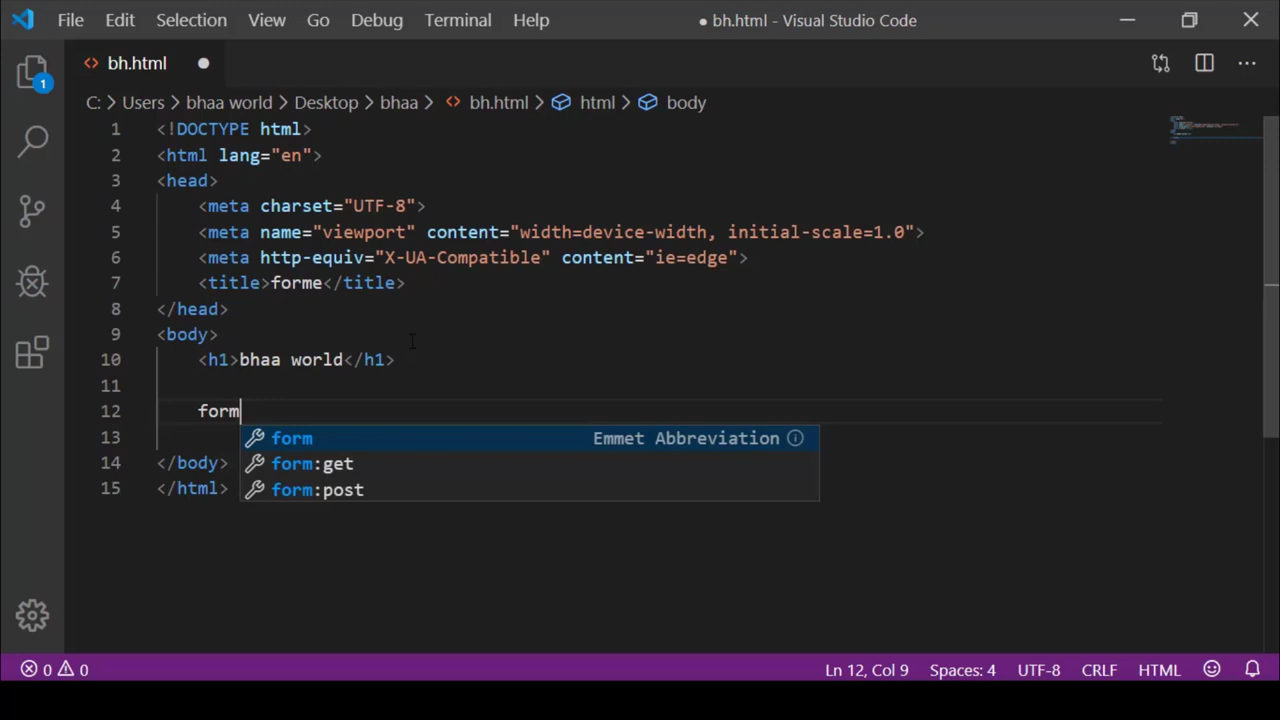 File Edit Selection View Go Debug Terminal Help ● bh.html - Visual Studio Code
1
bh.html
C: > Users > bhaa world > Desktop > bhaa > bh.html > html > body
1 <!DOCTYPE html>
2 <html lang="en">
3 <head>
4 <meta charset="UTF-8">
5 <meta name="viewport" content="width=device-width, initial-scale=1.0">
6 <meta http-equiv="X-UA-Compatible" content="ie=edge">
7 <title>forme</title>
8 </head>
9 <body>
10 <h1>bhaa world</h1>
11
12 form
13 form Emmet Abbreviation
form:get
14 </body>
form:post
15 </html>
0 0 Ln 12, Col 9 Spaces: 4 UTF-8 CRLF HTML